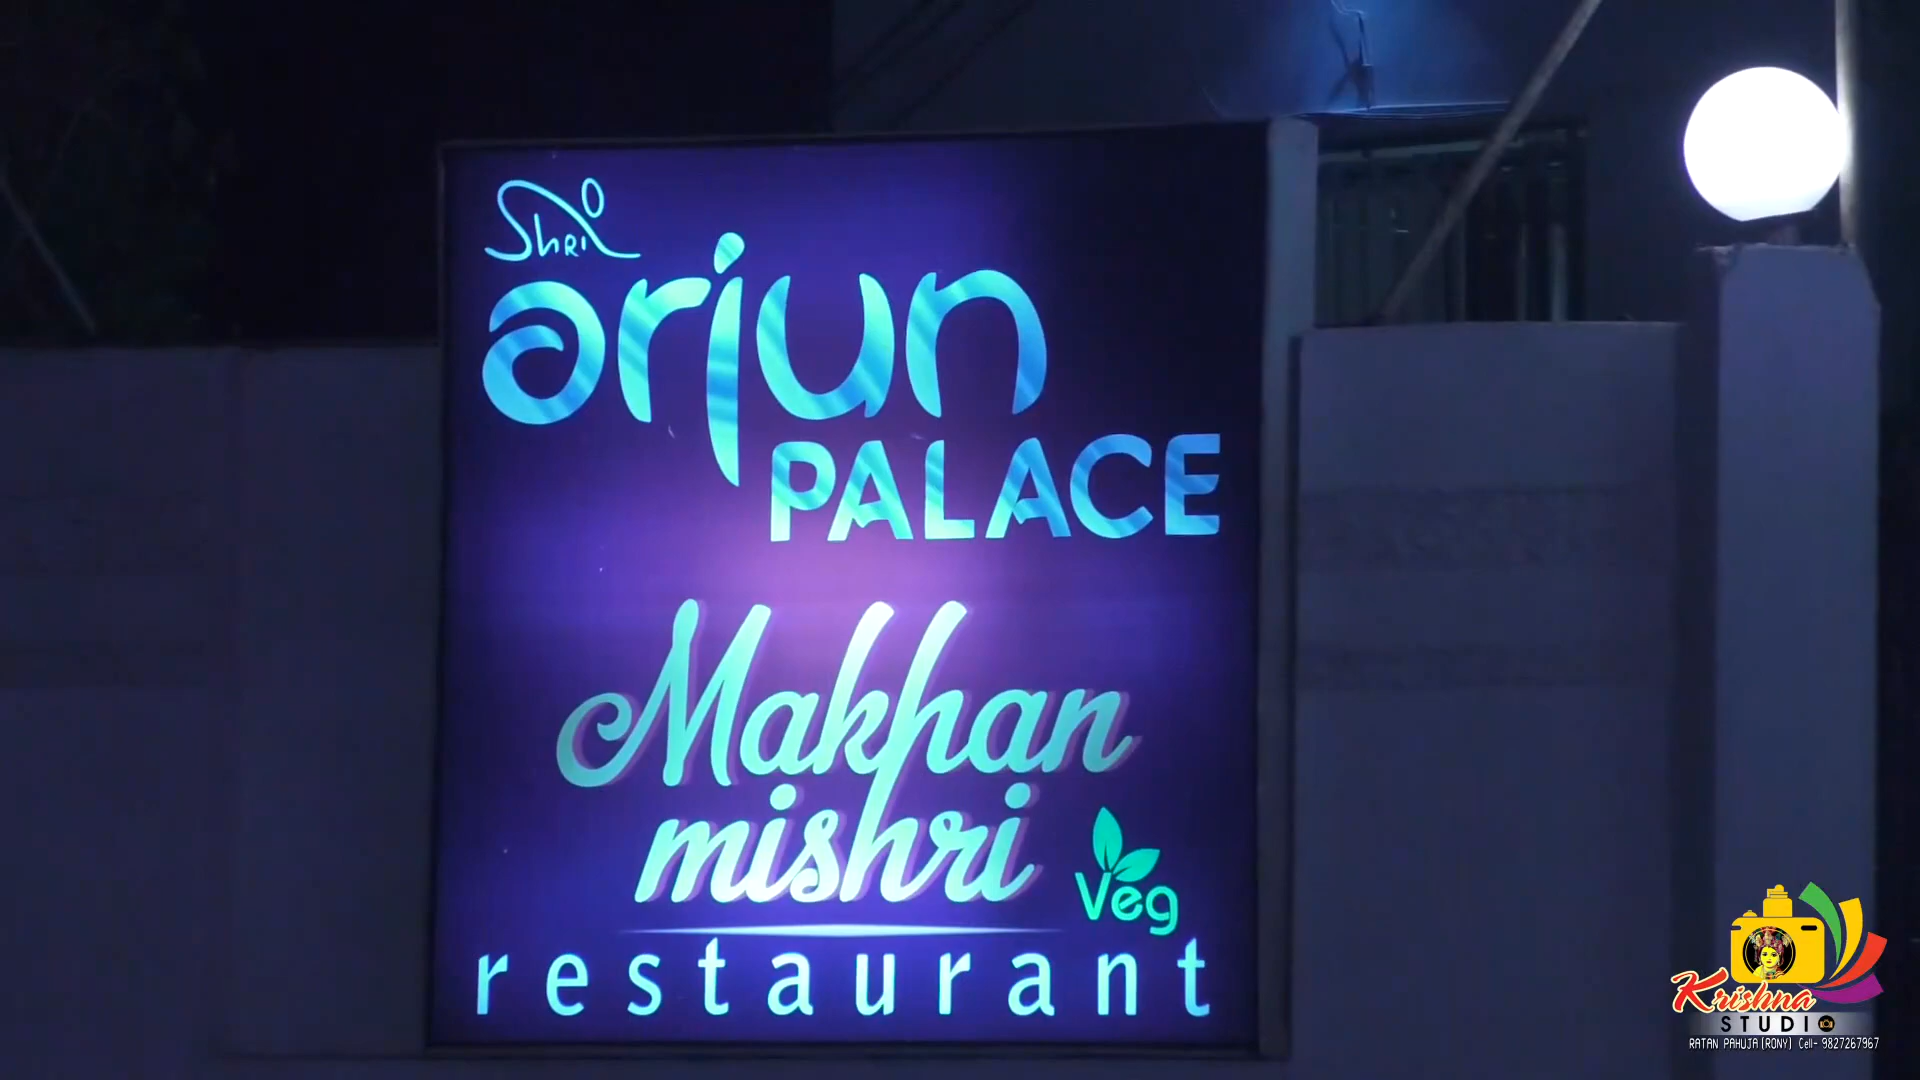 Shri
arjun
PALACE
Makhan
mishri
Veg
restaurant
Krishna
STUDIO
RATAN PAHUJA (RONY) Cell- 9827267967